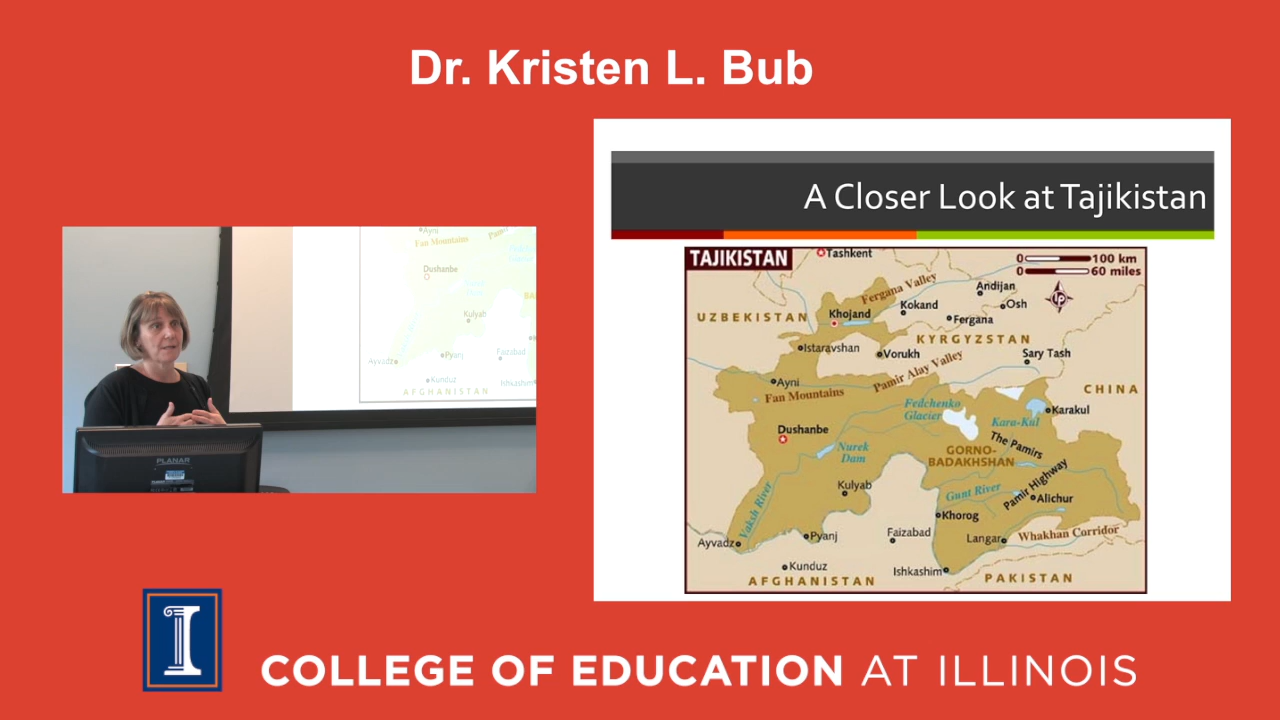 Dr. Kristen L. Bub
A Closer Look at Tajikistan
TAJIKISTAN
Tashkent
0 100 km
0 60 miles
Fergana Valley
Andijan
Kokand
Osh
Khojand
Fergana
UZBEKISTAN
KYRGYZSTAN
Istaravshan
Vorukh
Sary Tash
Pamir Alay Valley
CHINA
Ayni
Fan Mountains
Fedchenko
Glacier
Karakul
Kara-Kul
Dushanbe
The Pamirs
Nurek
Dam
GORNO-
BADAKHSHAN
Pamir Highway
Kulyab
Gunt River
Alichur
Vaksh River
Khorog
Ayvadz
Pyanj
Faizabad
Langar
Whakhan Corridor
Kunduz
Ishkashim
AFGHANISTAN
PAKISTAN
Ayni
Fan Mountains
Dushanbe
Kulyab
Ayvadz
Pyanj
Faizabad
Kunduz
Ishkashim
AFGHANISTAN
PLANAR
COLLEGE OF EDUCATION AT ILLINOIS